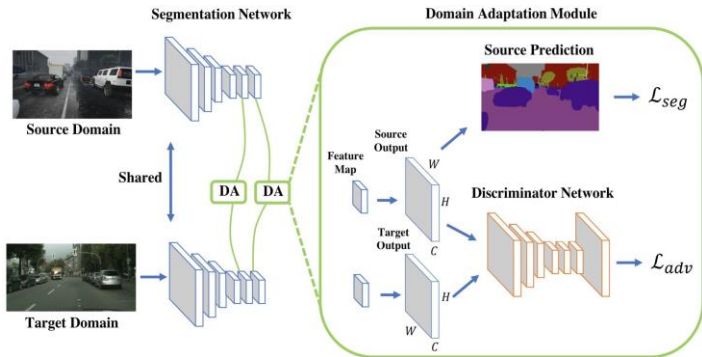 Segmentation Network
Domain Adaptation Module
Source Domain
Shared
Target Domain
DA
DA
Source Prediction
ℒseg
Source
Output
Feature
Map
W
H
C
Discriminator Network
Target
Output
H
W
C
ℒadv